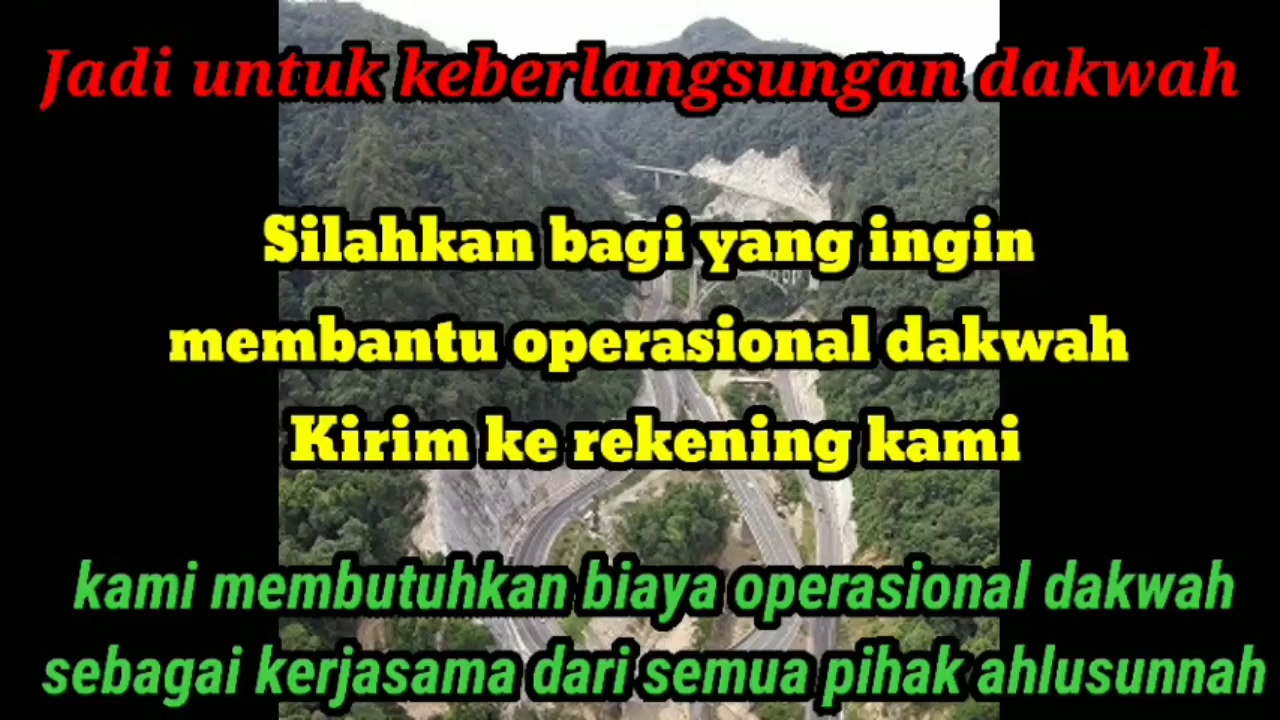 Jadi untuk keberlangsungan dakwah
Silahkan bagi yang ingin
membantu operasional dakwah
Kirim ke rekening kami
kami membutuhkan biaya operasional dakwah
sebagai kerjasama dari semua pihak ahlusunnah